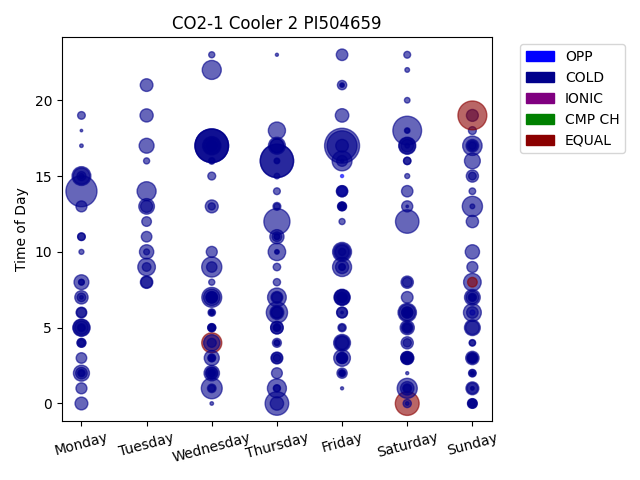 CO2-1 Cooler 2 PI504659
OPP
COLD
IONIC
CMP CH
EQUAL
Time of Day
20
15
10
5
0
Monday Tuesday Wednesday Thursday Friday Saturday Sunday